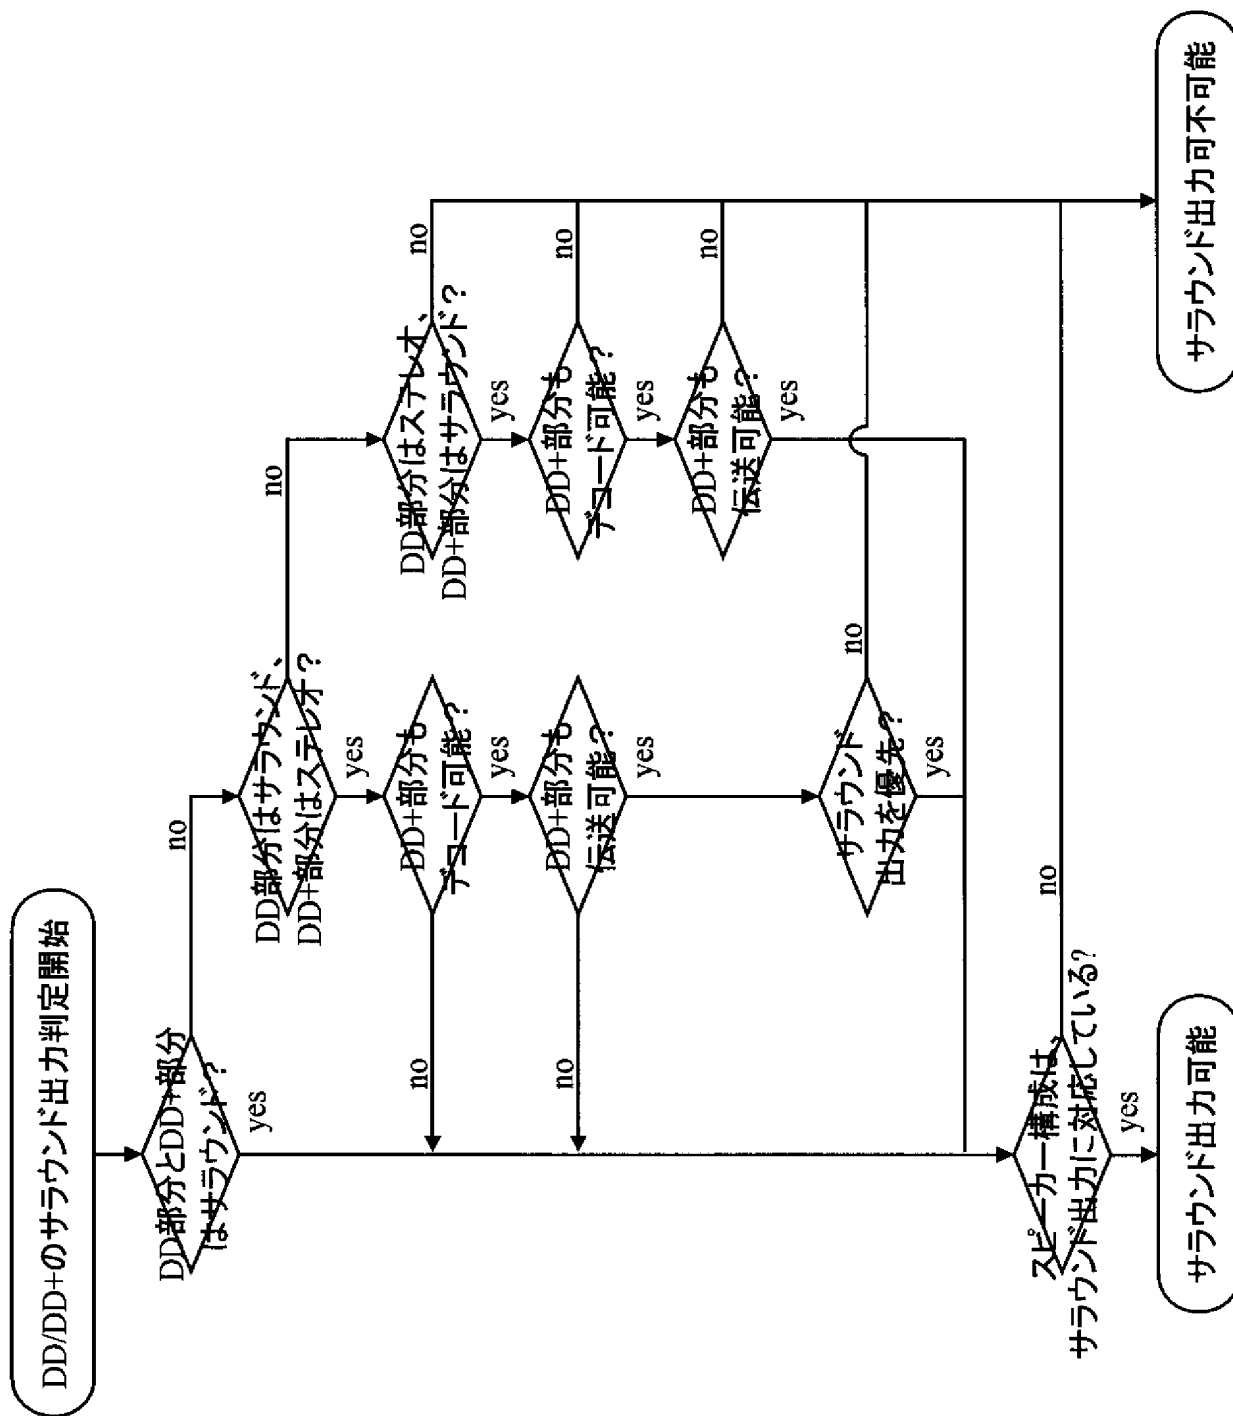 DD/DD+のサラウンド出力判定開始
DD部分とDD+部分
はサラウンド?
no
yes
DD部分はサラウンド、
DD+部分はステレオ?
no
yes
DD部分はステレオ、
DD+部分はサラウンド?
no
yes
DD+部分も
デコード可能?
no
yes
DD+部分も
デコード可能?
no
yes
DD+部分も
伝送可能?
no
yes
DD+部分も
伝送可能?
no
yes
サラウンド
出力を優先?
no
yes
スピーカー構成は、
サラウンド出力に対応している?
no
yes
サラウンド出力可能
サラウンド出力可不可能